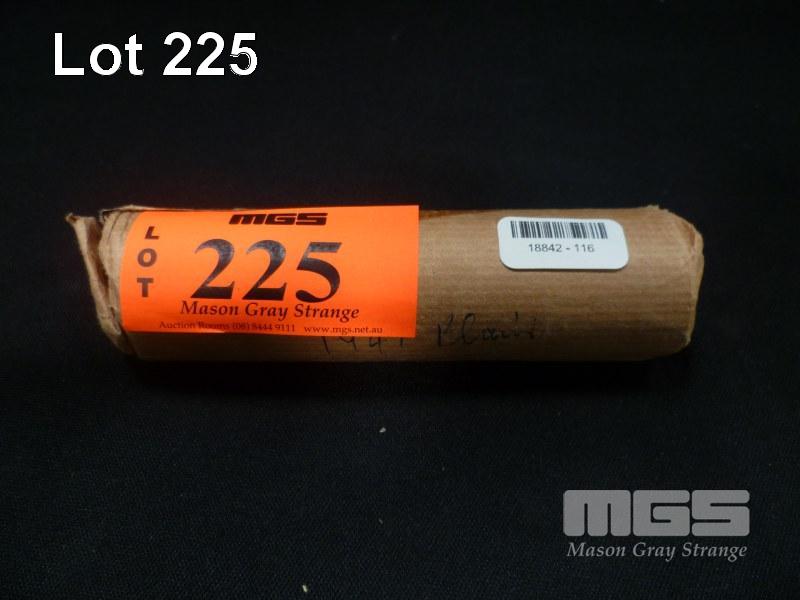 Lot 225
MGS
LOT
225
Mason Gray Strange
Auction Rooms (08) 8444 9111 www.mgs.net.au
18842 - 116
MGS
Mason Gray Strange